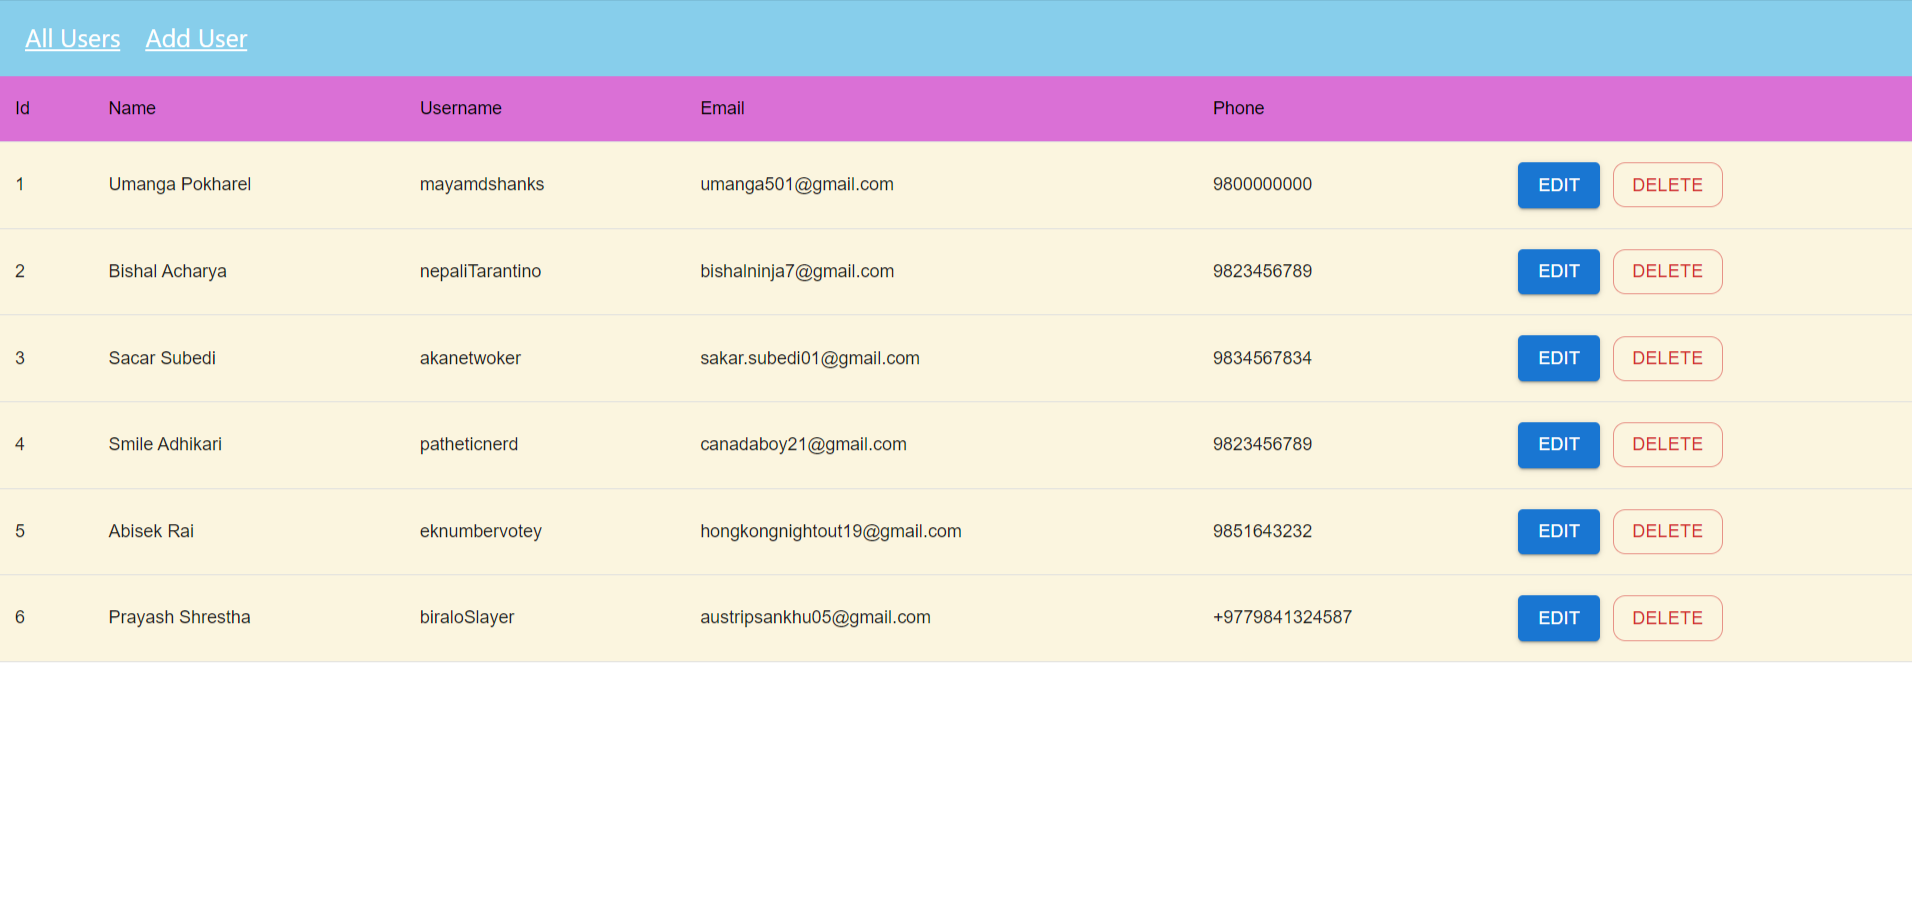 All Users Add User
Id Name Username Email Phone
1 Umanga Pokharel mayamdshanks umanga501@gmail.com 9800000000 EDIT DELETE
2 Bishal Acharya nepaliTarantino bishalninja7@gmail.com 9823456789 EDIT DELETE
3 Sacar Subedi akanetwoker sakar.subedi01@gmail.com 9834567834 EDIT DELETE
4 Smile Adhikari patheticnerd canadaboy21@gmail.com 9823456789 EDIT DELETE
5 Abisek Rai eknumbervotey hongkongnightout19@gmail.com 9851643232 EDIT DELETE
6 Prayash Shrestha biraloSlayer austripsankhu05@gmail.com +9779841324587 EDIT DELETE